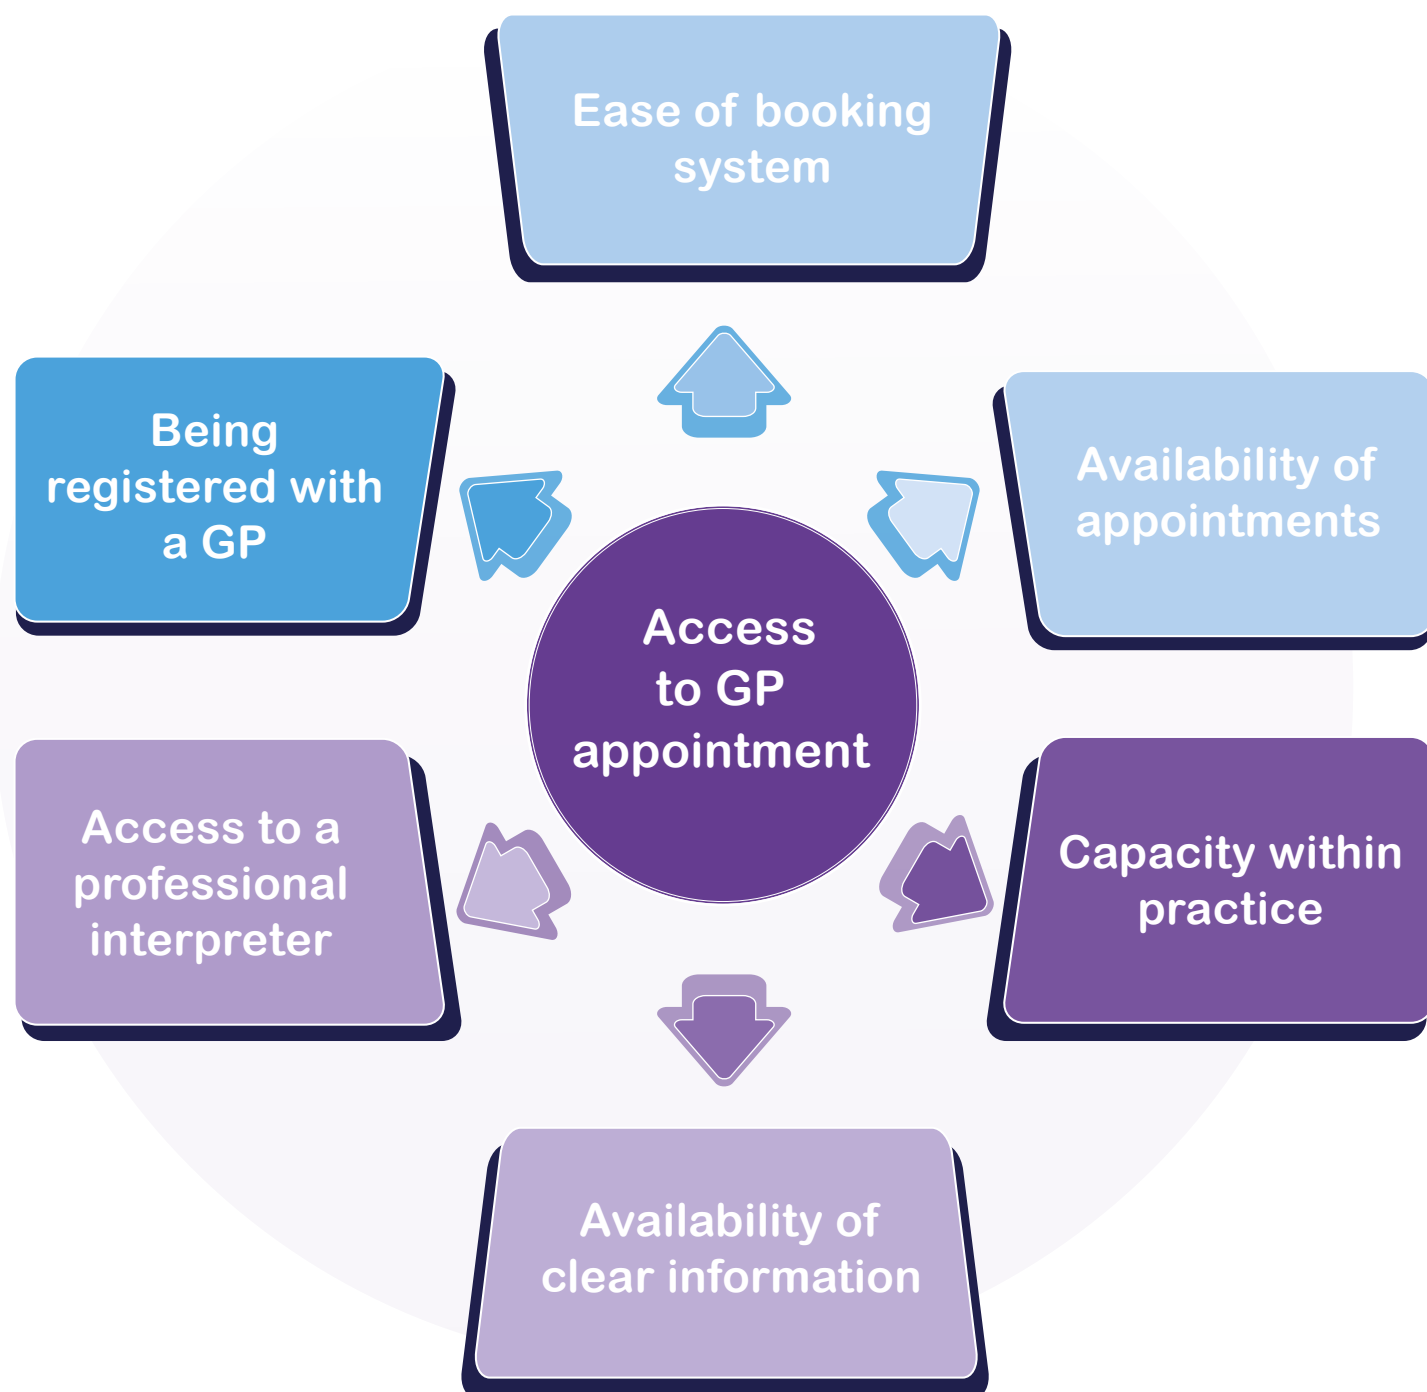 Ease of booking
system
Being
registered with
a GP
Availability of
appointments
Access
to GP
appointment
Access to a
professional
interpreter
Capacity within
practice
Availability of
clear information